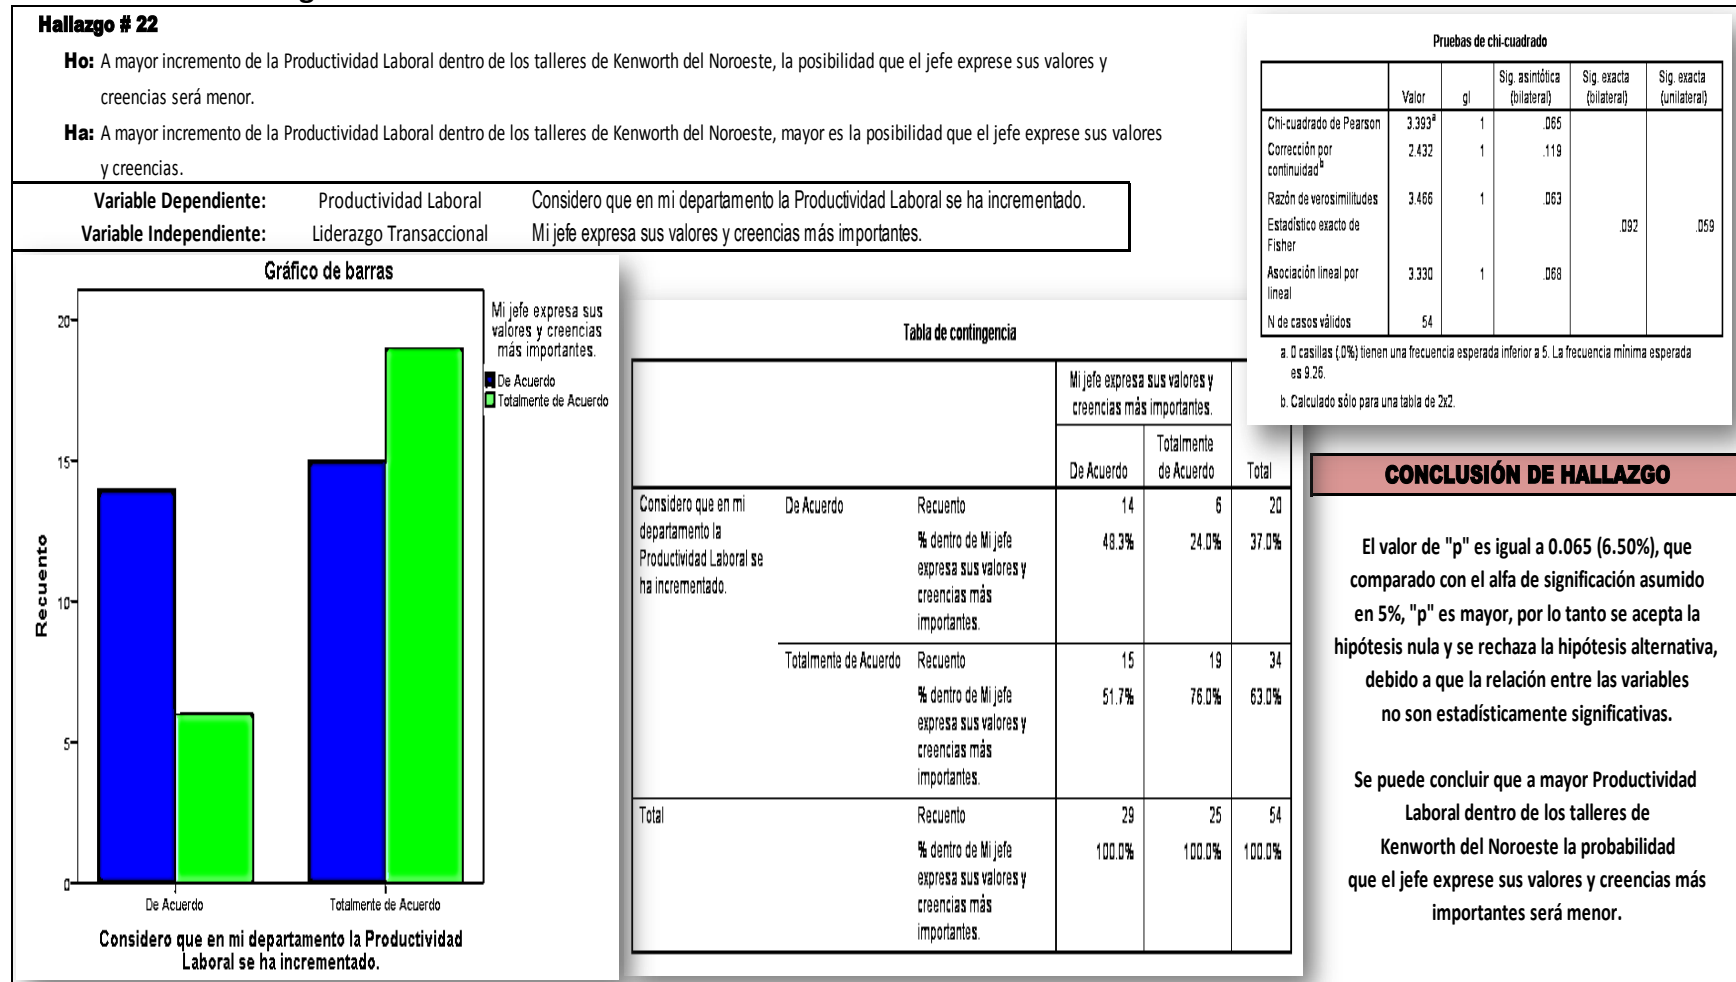 Hallazgo # 22
Ho: A mayor incremento de la Productividad Laboral dentro de los talleres de Kenworth del Noroeste, la posibilidad que el jefe exprese sus valores y
creencias será menor.
Ha: A mayor incremento de la Productividad Laboral dentro de los talleres de Kenworth del Noroeste, mayor es la posibilidad que el jefe exprese sus valores
y creencias.
Variable Dependiente: Productividad Laboral Considero que en mi departamento la Productividad Laboral se ha incrementado.
Variable Independiente: Liderazgo Transaccional Mi jefe expresa sus valores y creencias más importantes.
Pruebas de chi-cuadrado
Valor gl Sig. asintótica (bilateral) Sig. exacta (bilateral) Sig. exacta (unilateral)
Chi-cuadrado de Pearson 3.393a 1 .065
Corrección por continuidadb 2.432 1 .119
Razón de verosimilitudes 3.466 1 .063
Estadístico exacto de Fisher .092 .059
Asociación lineal por lineal 3.330 1 .068
N de casos válidos 54
a. 0 casillas (.0%) tienen una frecuencia esperada inferior a 5. La frecuencia mínima esperada
es 9.26.
b. Calculado sólo para una tabla de 2x2.
Gráfico de barras
Mi jefe expresa sus
valores y creencias
más importantes.
De Acuerdo
Totalmente de Acuerdo
Recuento
20
15
10
5
0
De Acuerdo Totalmente de Acuerdo
Considero que en mi departamento la Productividad
Laboral se ha incrementado.
Tabla de contingencia
Mi jefe expresa sus valores y
creencias más importantes.
De Acuerdo Totalmente de Acuerdo Total
Considero que en mi
departamento la
Productividad Laboral se
ha incrementado.
De Acuerdo Recuento 14 6 20
% dentro de Mi jefe 48.3% 24.0% 37.0%
expresa sus valores y
creencias más
importantes.
Totalmente de Acuerdo Recuento 15 19 34
% dentro de Mi jefe 51.7% 76.0% 63.0%
expresa sus valores y
creencias más
importantes.
Total Recuento 29 25 54
% dentro de Mi jefe 100.0% 100.0% 100.0%
expresa sus valores y
creencias más
importantes.
CONCLUSIÓN DE HALLAZGO
El valor de "p" es igual a 0.065 (6.50%), que
comparado con el alfa de significación asumido
en 5%, "p" es mayor, por lo tanto se acepta la
hipótesis nula y se rechaza la hipótesis alternativa,
debido a que la relación entre las variables
no son estadísticamente significativas.
Se puede concluir que a mayor Productividad
Laboral dentro de los talleres de
Kenworth del Noroeste la probabilidad
que el jefe exprese sus valores y creencias más
importantes será menor.